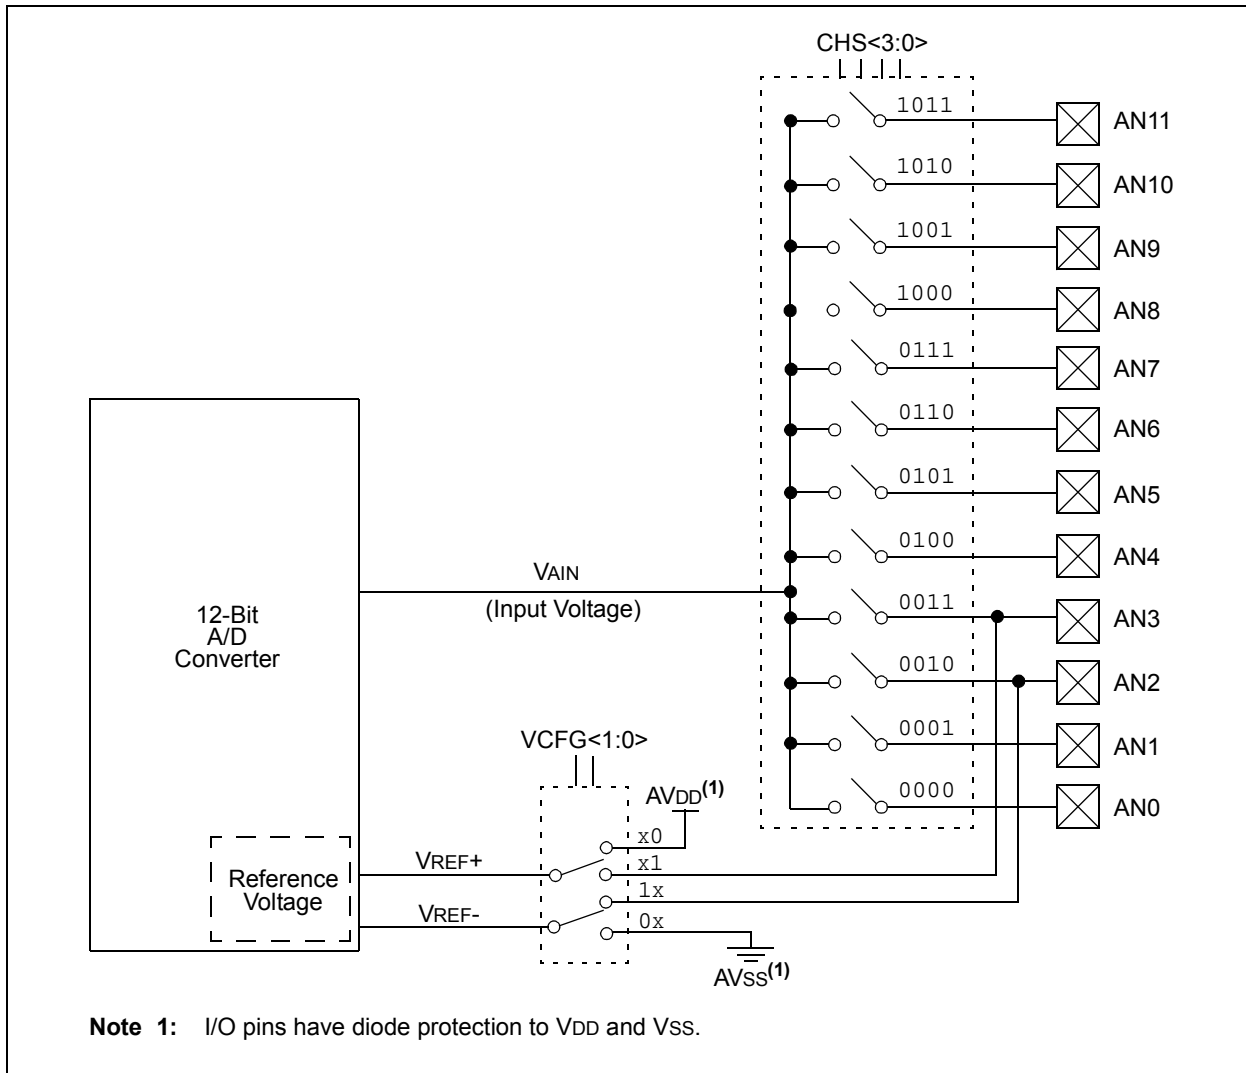 CHS<3:0>
1011
AN11
1010
AN10
1001
AN9
1000
AN8
0111
AN7
0110
AN6
0101
AN5
0100
AN4
VAIN
(Input Voltage)
0011
AN3
12-Bit
A/D
Converter
0010
AN2
VCFG<1:0>
0001
AN1
AVDD(1)
0000
AN0
x0
VREF+
x1
Reference
Voltage
1x
VREF-
0x
AVSS(1)
Note 1: I/O pins have diode protection to VDD and VSS.